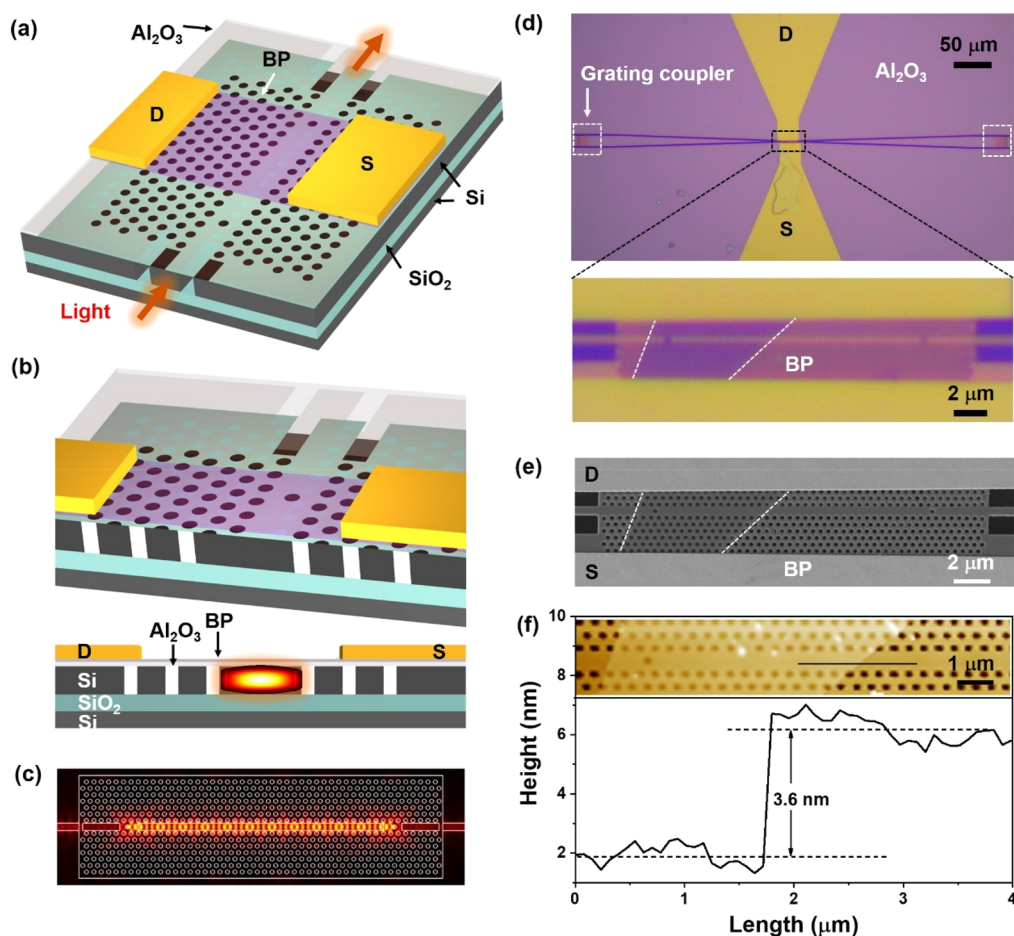 (a)
Al₂O₃
BP
D
S
Si
SiO₂
Light
(b)
Al₂O₃
BP
D
S
Si
SiO₂
Si
(c)
(d)
D
50 μm
Grating coupler
Al₂O₃
S
BP
2 μm
(e)
D
S
BP
2 μm
(f)
10
8
6
4
2
Height (nm)
1 μm
3.6 nm
0
1
2
3
4
Length (μm)